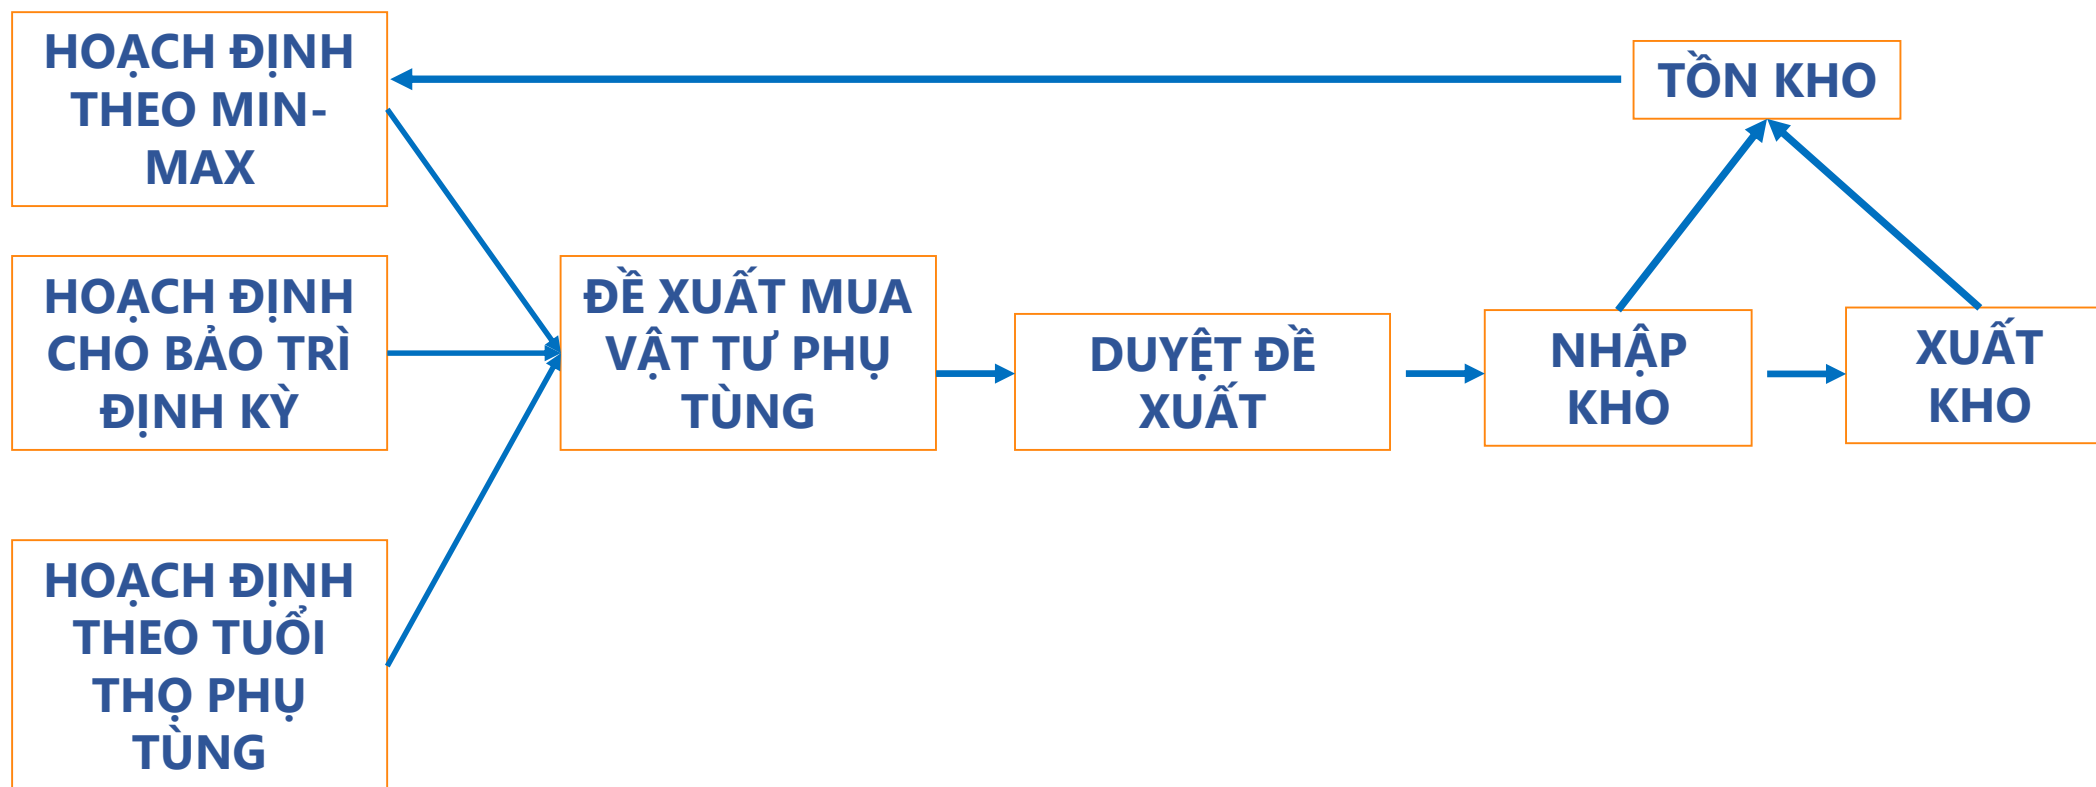 HOẠCH ĐỊNH
THEO MIN-
MAX
TỒN KHO
HOẠCH ĐỊNH
CHO BẢO TRÌ
ĐỊNH KỲ
ĐỀ XUẤT MUA
VẬT TƯ PHỤ
TÙNG
DUYỆT ĐỀ
XUẤT
NHẬP
KHO
XUẤT
KHO
HOẠCH ĐỊNH
THEO TUỔI
THỌ PHỤ
TÙNG